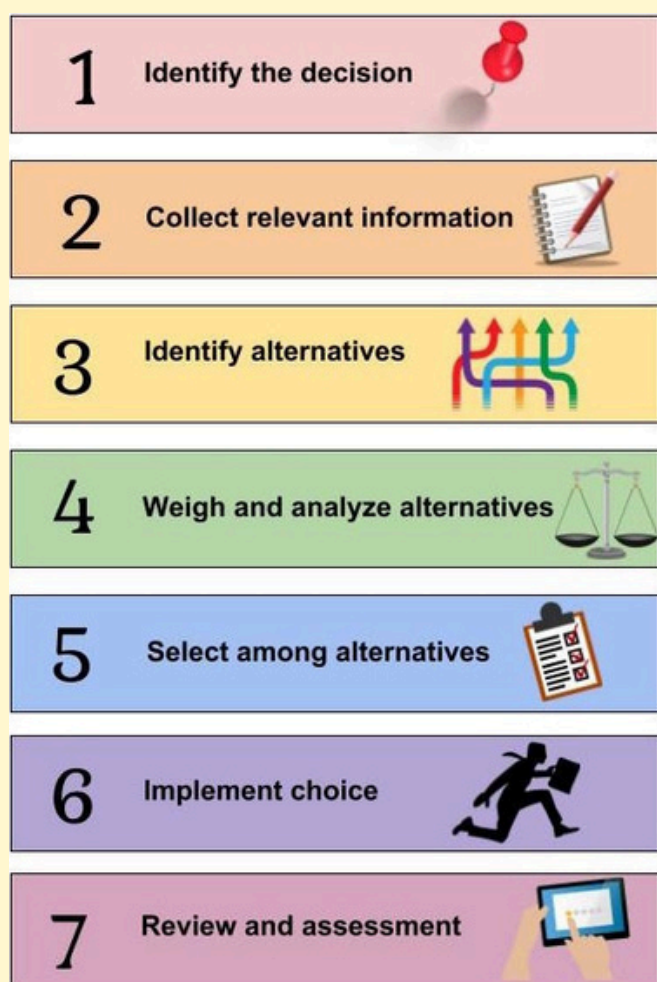 1 Identify the decision
2 Collect relevant information
3 Identify alternatives
4 Weigh and analyze alternatives
5 Select among alternatives
6 Implement choice
7 Review and assessment